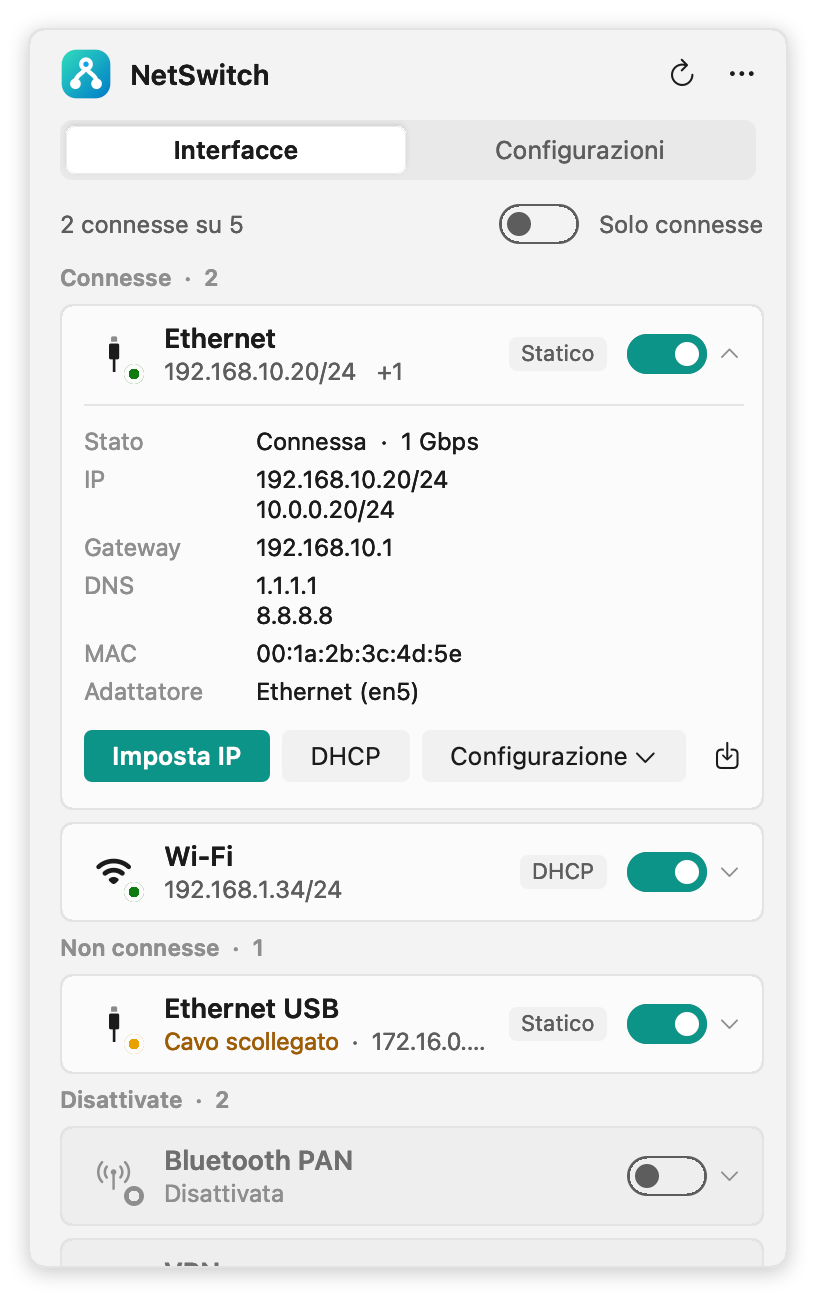 NetSwitch
Interfacce
Configurazioni
2 connesse su 5
Solo connesse
Connesse · 2
Ethernet
192.168.10.20/24 +1
Statico
Stato Connessa · 1 Gbps
IP 192.168.10.20/24
10.0.0.20/24
Gateway 192.168.10.1
DNS 1.1.1.1
8.8.8.8
MAC 00:1a:2b:3c:4d:5e
Adattatore Ethernet (en5)
Imposta IP
DHCP
Configurazione
Wi-Fi
192.168.1.34/24
DHCP
Non connesse · 1
Ethernet USB
Cavo scollegato · 172.16.0....
Statico
Disattivate · 2
Bluetooth PAN
Disattivata